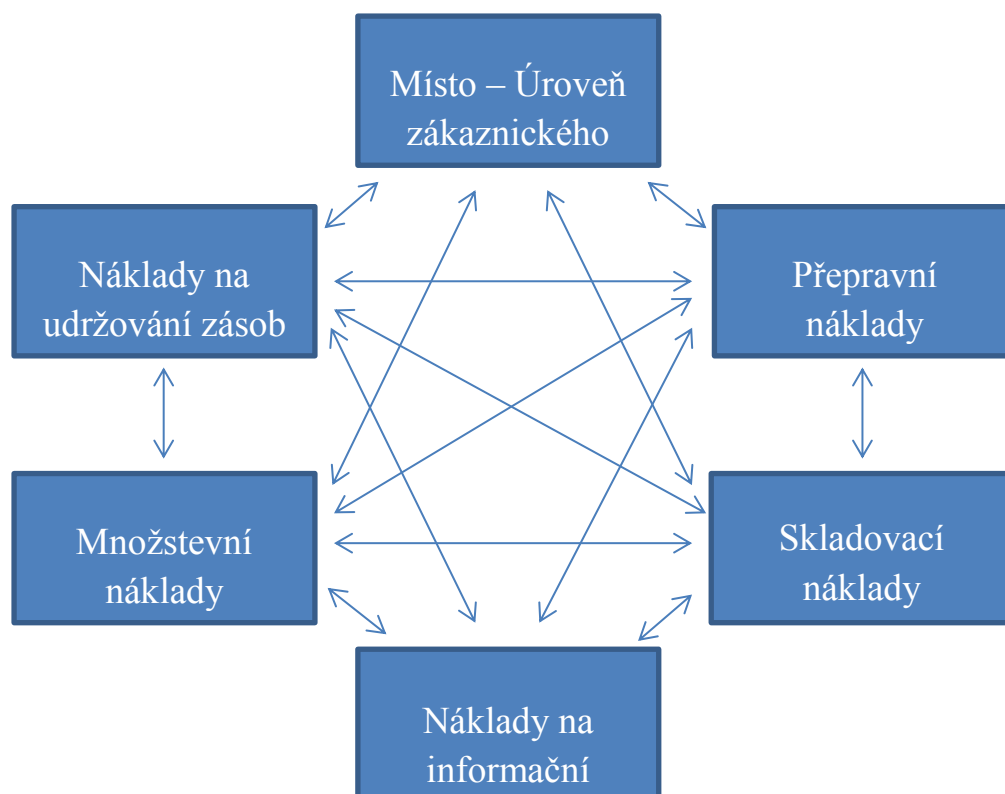 Místo – Úroveň
zákaznického
Náklady na
udržování zásob
Přepravní
náklady
Množstevní
náklady
Skladovací
náklady
Náklady na
informační